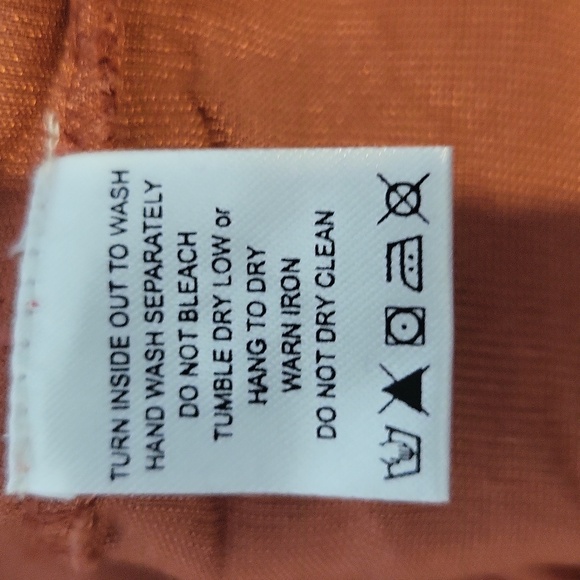 TURN INSIDE OUT TO WASH
HAND WASH SEPARATELY
DO NOT BLEACH
TUMBLE DRY LOW or
HANG TO DRY
WARN IRON
DO NOT DRY CLEAN